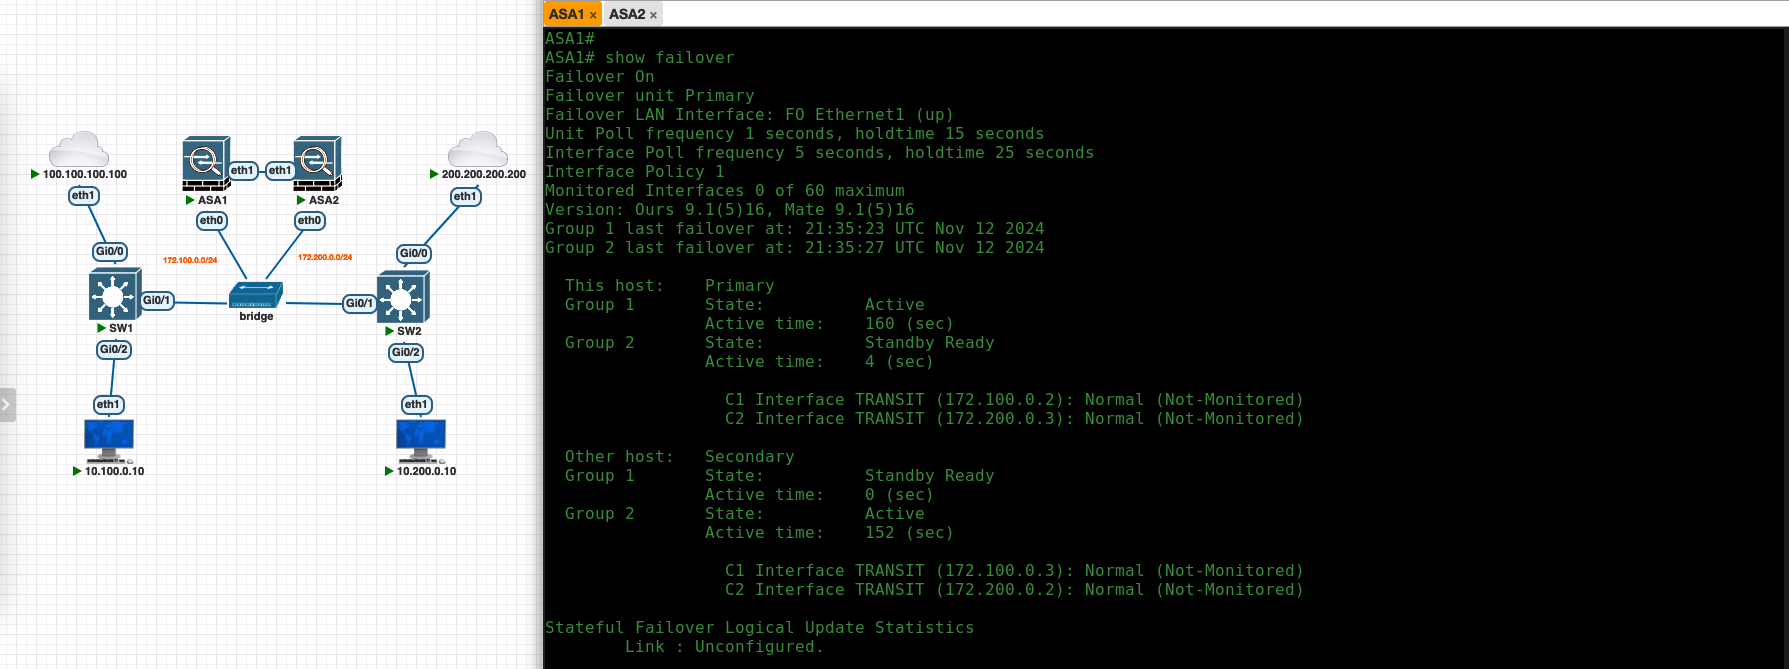 100.100.100.100
eth1
Gi0/0
SW1
Gi0/1
Gi0/2
eth1
10.100.0.10
ASA1
eth1
eth0
eth1
ASA2
eth0
172.100.0.0/24
172.200.0.0/24
bridge
200.200.200.200
eth1
Gi0/0
Gi0/1
SW2
Gi0/2
eth1
10.200.0.10
ASA1 ×
ASA2 ×
ASA1#
ASA1# show failover
Failover On
Failover unit Primary
Failover LAN Interface: FO Ethernet1 (up)
Unit Poll frequency 1 seconds, holdtime 15 seconds
Interface Poll frequency 5 seconds, holdtime 25 seconds
Interface Policy 1
Monitored Interfaces 0 of 60 maximum
Version: Ours 9.1(5)16, Mate 9.1(5)16
Group 1 last failover at: 21:35:23 UTC Nov 12 2024
Group 2 last failover at: 21:35:27 UTC Nov 12 2024
This host: Primary
Group 1 State: Active
Active time: 160 (sec)
Group 2 State: Standby Ready
Active time: 4 (sec)
C1 Interface TRANSIT (172.100.0.2): Normal (Not-Monitored)
C2 Interface TRANSIT (172.200.0.3): Normal (Not-Monitored)
Other host: Secondary
Group 1 State: Standby Ready
Active time: 0 (sec)
Group 2 State: Active
Active time: 152 (sec)
C1 Interface TRANSIT (172.100.0.3): Normal (Not-Monitored)
C2 Interface TRANSIT (172.200.0.2): Normal (Not-Monitored)
Stateful Failover Logical Update Statistics
Link : Unconfigured.